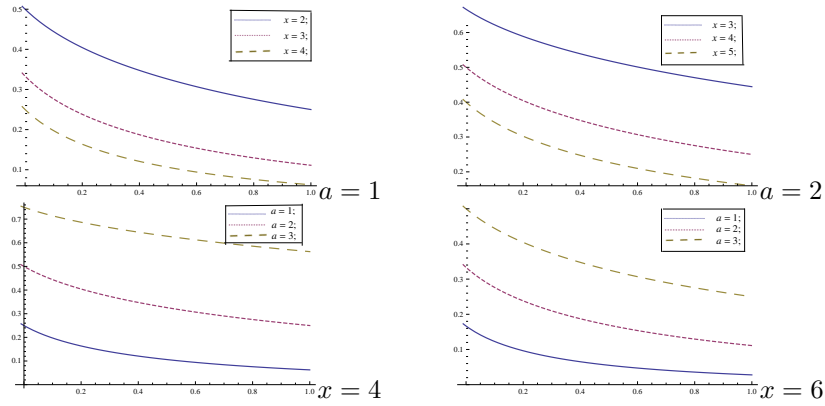 0.5
0.4
0.3
0.2
0.1
0.2 0.4 0.6 0.8 1.0
x = 2;
x = 3;
x = 4;
a = 1
0.6
0.5
0.4
0.3
0.2
0.2 0.4 0.6 0.8 1.0
x = 3;
x = 4;
x = 5;
a = 2
0.7
0.6
0.5
0.4
0.3
0.2
0.1
0.2 0.4 0.6 0.8 1.0
a = 1;
a = 2;
a = 3;
x = 4
0.4
0.3
0.2
0.1
0.2 0.4 0.6 0.8 1.0
a = 1;
a = 2;
a = 3;
x = 6